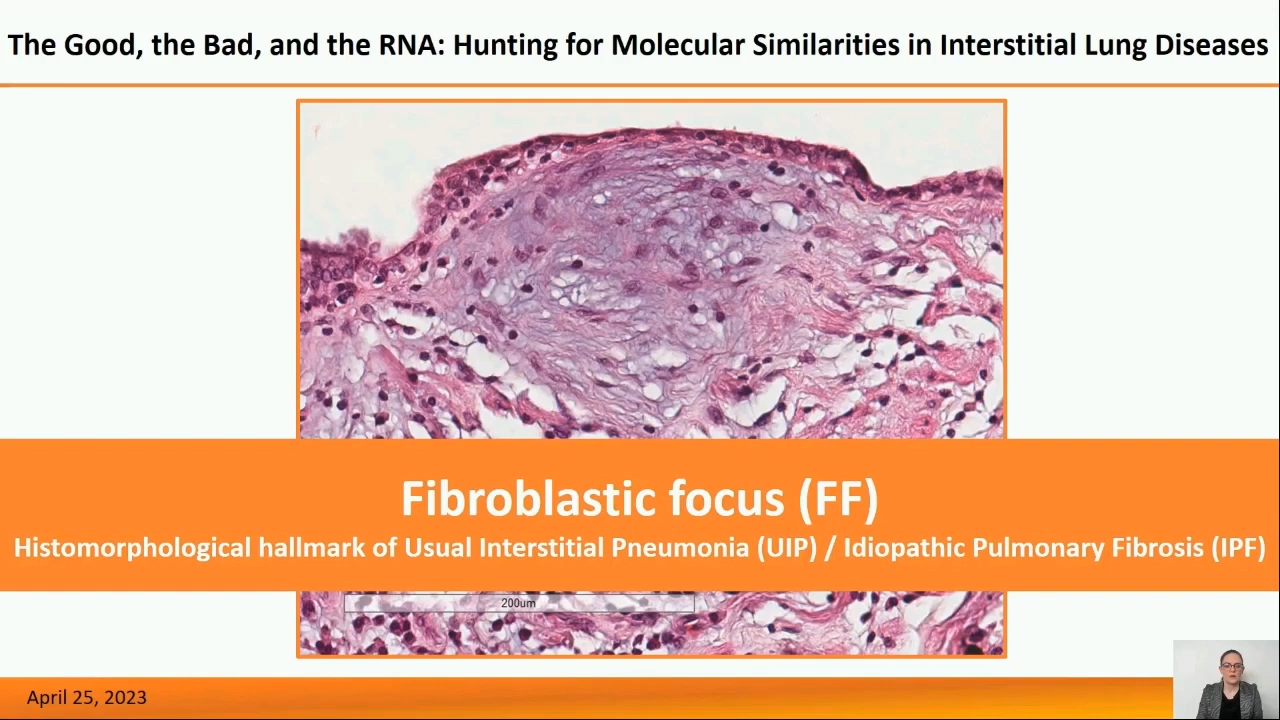 The Good, the Bad, and the RNA: Hunting for Molecular Similarities in Interstitial Lung Diseases
Fibroblastic focus (FF)
Histomorphological hallmark of Usual Interstitial Pneumonia (UIP) / Idiopathic Pulmonary Fibrosis (IPF)
200um
April 25, 2023